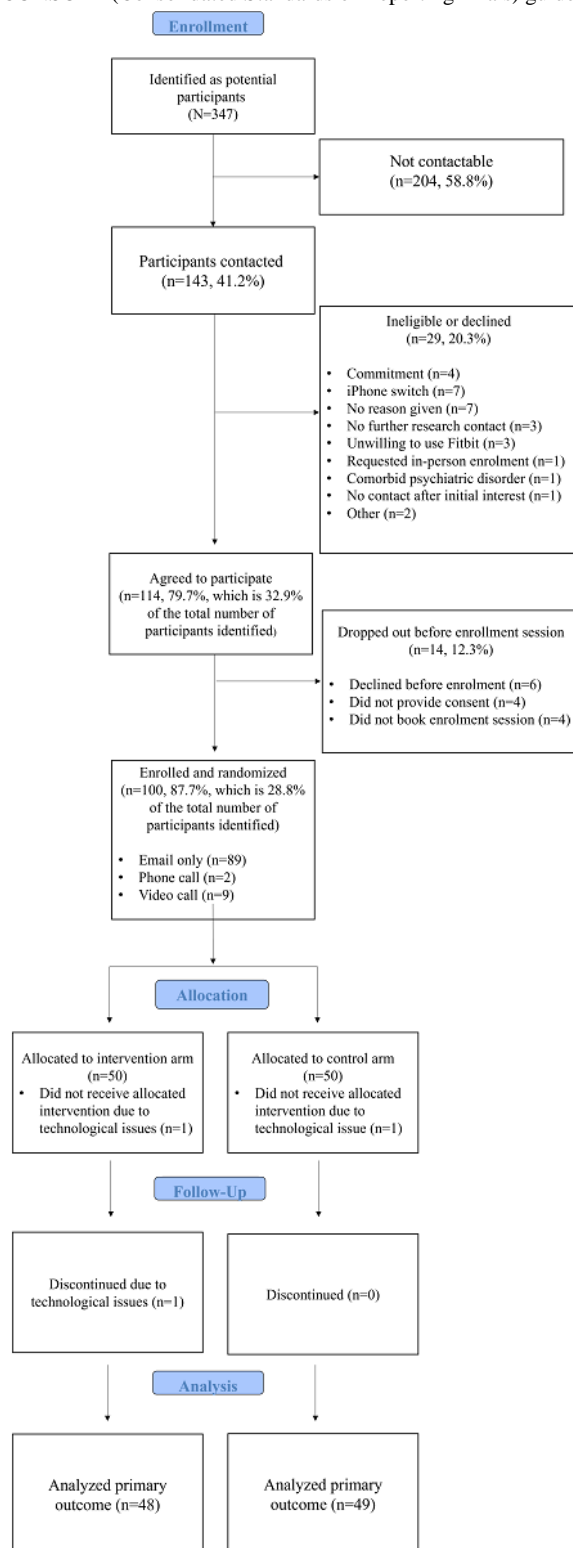 Enrollment
Identified as potential
participants
(N=347)
Not contactable
(n=204, 58.8%)
Participants contacted
(n=143, 41.2%)
Ineligible or declined
(n=29, 20.3%)
• Commitment (n=4)
• iPhone switch (n=7)
• No reason given (n=7)
• No further research contact (n=3)
• Unwilling to use Fitbit (n=3)
• Requested in-person enrolment (n=1)
• Comorbid psychiatric disorder (n=1)
• No contact after initial interest (n=1)
• Other (n=2)
Agreed to participate
(n=114, 79.7%, which is 32.9%
of the total number of
participants identified)
Dropped out before enrollment session
(n=14, 12.3%)
• Declined before enrolment (n=6)
• Did not provide consent (n=4)
• Did not book enrolment session (n=4)
Enrolled and randomized
(n=100, 87.7%, which is 28.8%
of the total number of
participants identified)
• Email only (n=89)
• Phone call (n=2)
• Video call (n=9)
Allocation
Allocated to intervention arm
(n=50)
• Did not receive allocated
intervention due to
technological issues (n=1)
Allocated to control arm
(n=50)
• Did not receive allocated
intervention due to
technological issue (n=1)
Follow-Up
Discontinued due to
technological issues (n=1)
Discontinued (n=0)
Analysis
Analyzed primary
outcome (n=48)
Analyzed primary
outcome (n=49)